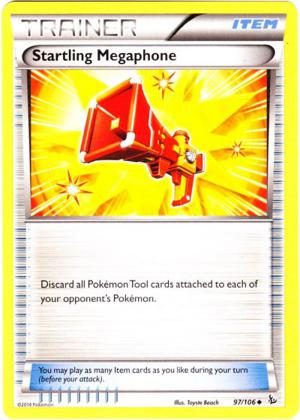 TRAINER
ITEM
Startling Megaphone
Discard all Pokémon Tool cards attached to each of
your opponent's Pokémon.
You may play as many Item cards as you like during your turn
(before your attack).
©2014 Pokémon
Illus. Toyste Beach
97/106